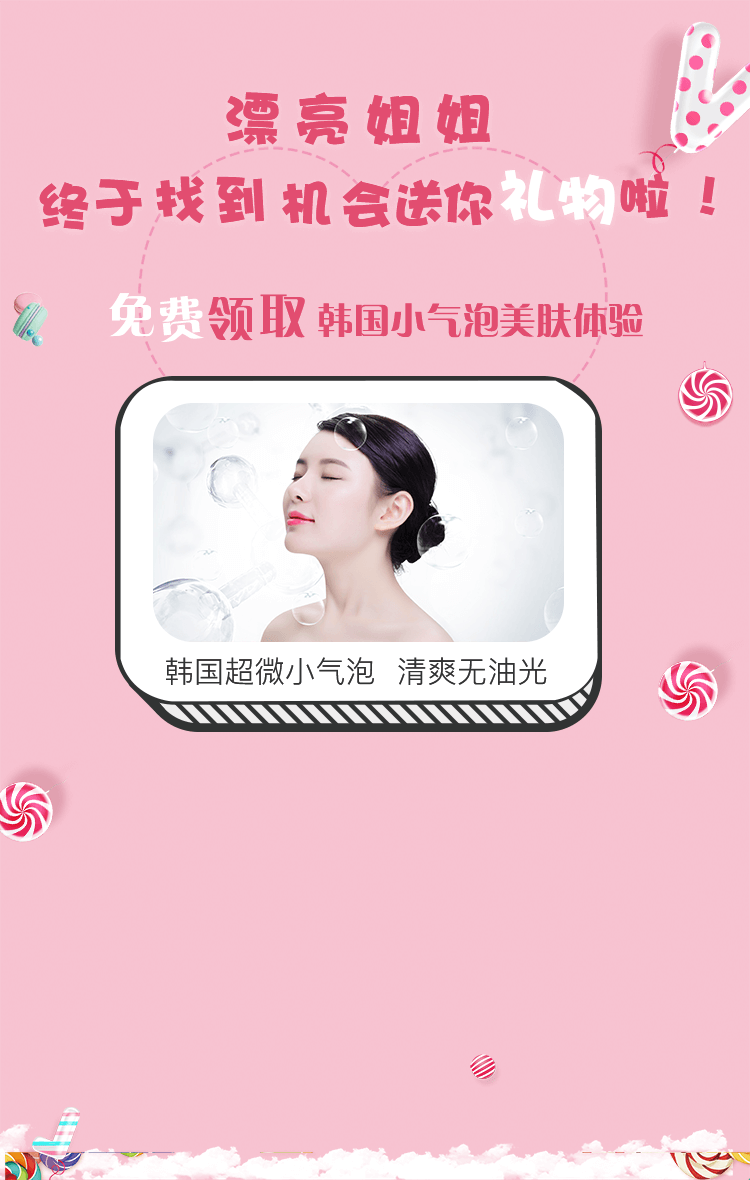 漂亮姐姐
终于找到机会送你礼物啦！
免费领取韩国小气泡美肤体验
韩国超微小气泡 清爽无油光